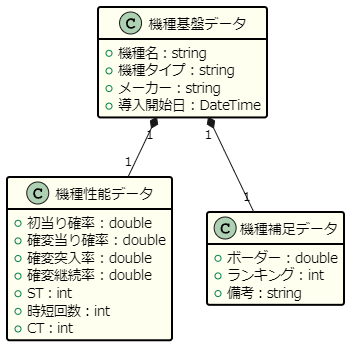 C 機種基盤データ
機種名：string
機種タイプ：string
メーカー：string
導入開始日：DateTime
1
1
1
1
C 機種性能データ
初当り確率：double
確変当り確率：double
確変突入率：double
確変継続率：double
ST：int
時短回数：int
CT：int
C 機種補足データ
ボーダー：double
ランキング：int
備考：string